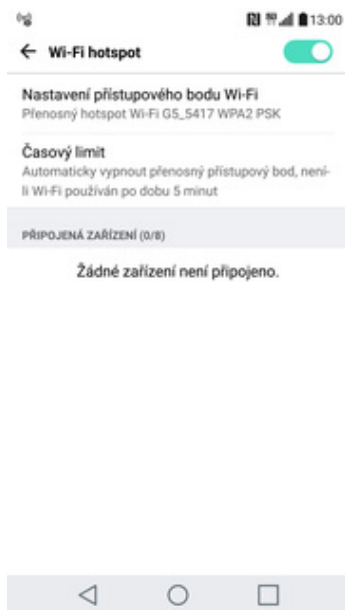 13:00
Wi-Fi hotspot
Nastavení přístupového bodu Wi-Fi
Přenosný hotspot Wi-Fi G5_5417 WPA2 PSK
Časový limit
Automaticky vypnout přenosný přístupový bod, není-
li Wi-Fi používán po dobu 5 minut
PŘIPOJENÁ ZAŘÍZENÍ (0/8)
Žádné zařízení není připojeno.